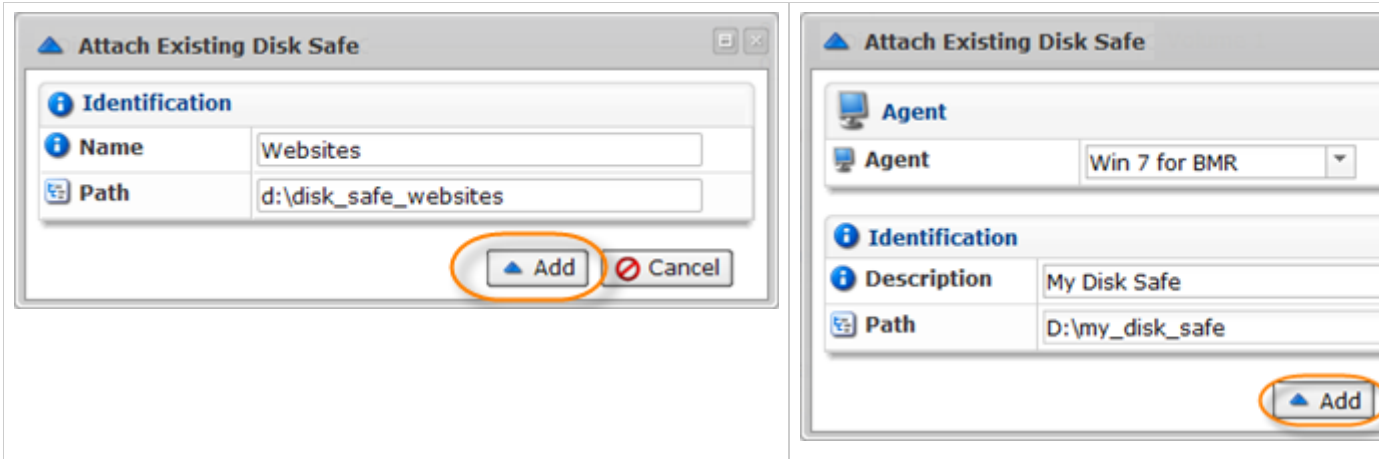 Attach Existing Disk Safe
Identification
Name Websites
Path d:\disk_safe_websites
Add Cancel
Attach Existing Disk Safe
Agent
Agent Win 7 for BMR
Identification
Description My Disk Safe
Path D:\my_disk_safe
Add